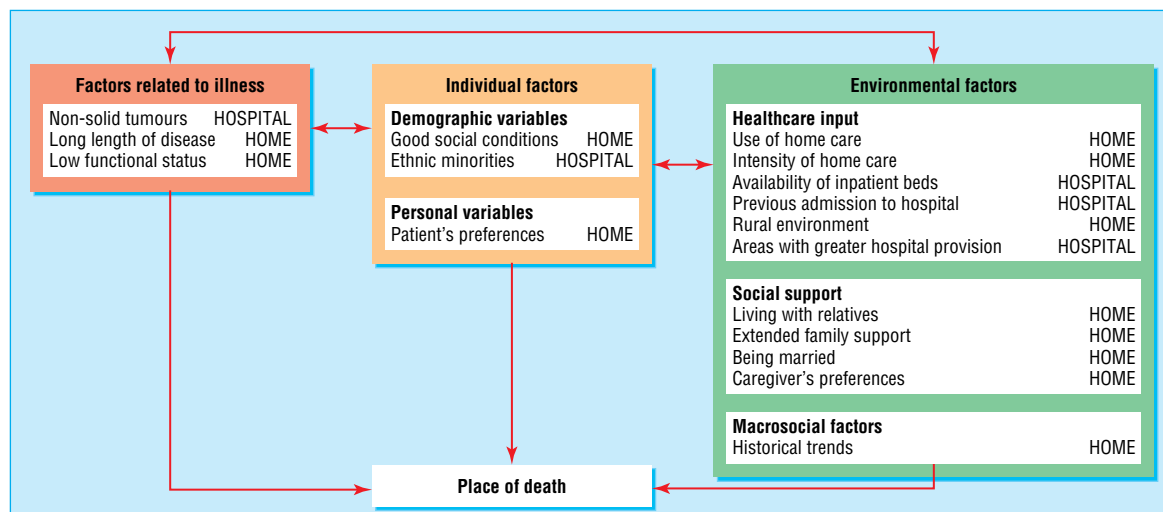 Factors related to illness
Non-solid tumours HOSPITAL
Long length of disease HOME
Low functional status HOME
Individual factors
Demographic variables
Good social conditions HOME
Ethnic minorities HOSPITAL
Personal variables
Patient's preferences HOME
Environmental factors
Healthcare input
Use of home care HOME
Intensity of home care HOME
Availability of inpatient beds HOSPITAL
Previous admission to hospital HOSPITAL
Rural environment HOME
Areas with greater hospital provision HOSPITAL
Social support
Living with relatives HOME
Extended family support HOME
Being married HOME
Caregiver's preferences HOME
Macrosocial factors
Historical trends HOME
Place of death